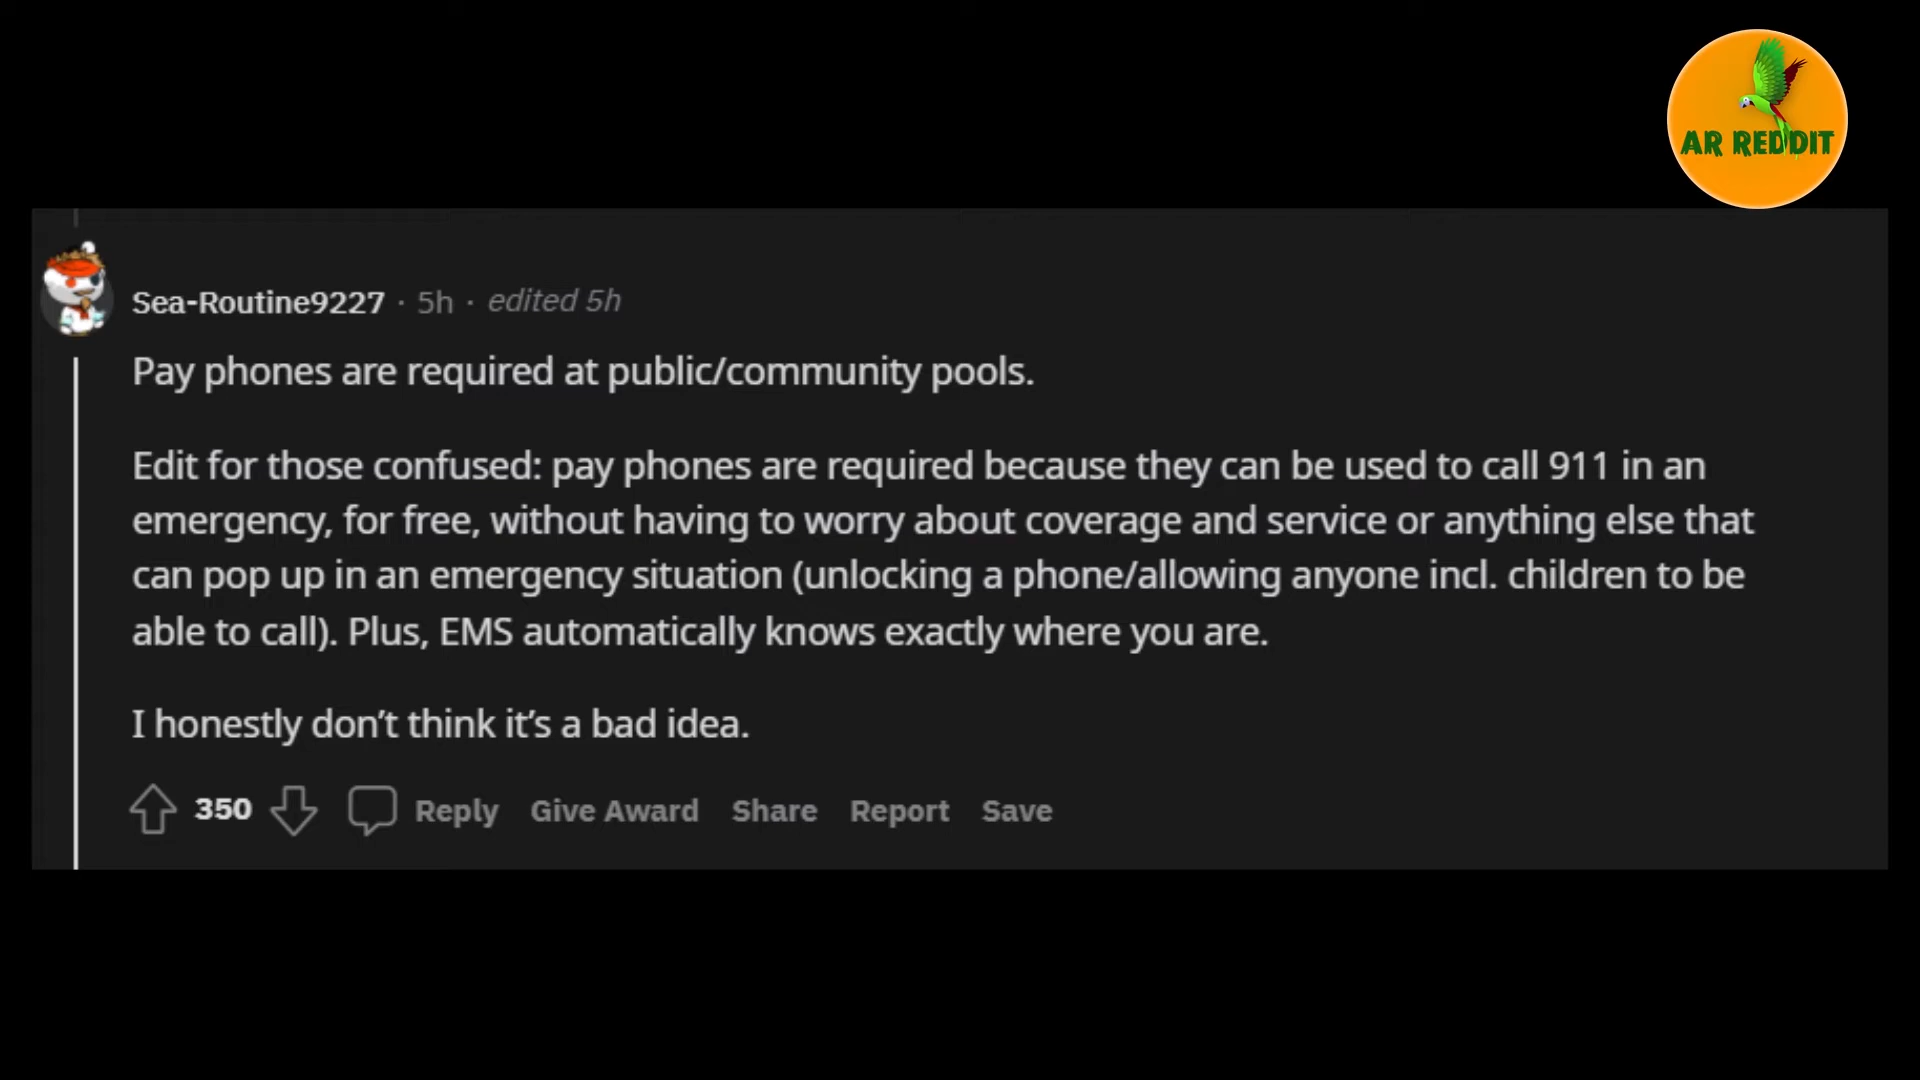 AR REDDIT
Sea-Routine9227 · 5h · edited 5h
Pay phones are required at public/community pools.
Edit for those confused: pay phones are required because they can be used to call 911 in an
emergency, for free, without having to worry about coverage and service or anything else that
can pop up in an emergency situation (unlocking a phone/allowing anyone incl. children to be
able to call). Plus, EMS automatically knows exactly where you are.
I honestly don’t think it’s a bad idea.
350 Reply Give Award Share Report Save